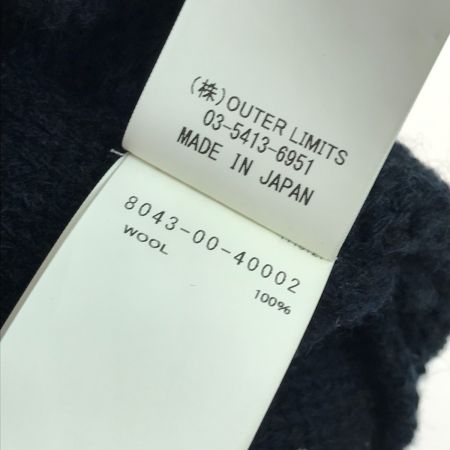 (株)OUTER LIMITS
03-5413-6951
MADE IN JAPAN
8043-00-40002
WOOL
100%